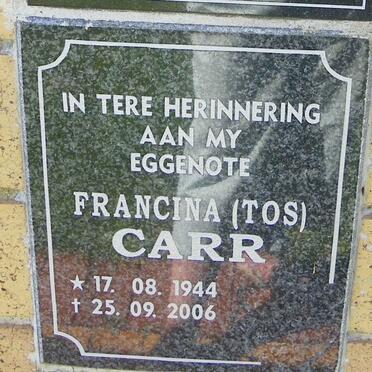 IN TERE HERINNERING
AAN MY
EGGENOTE
FRANCINA (TOS)
CARR
★ 17. 08. 1944
† 25. 09. 2006